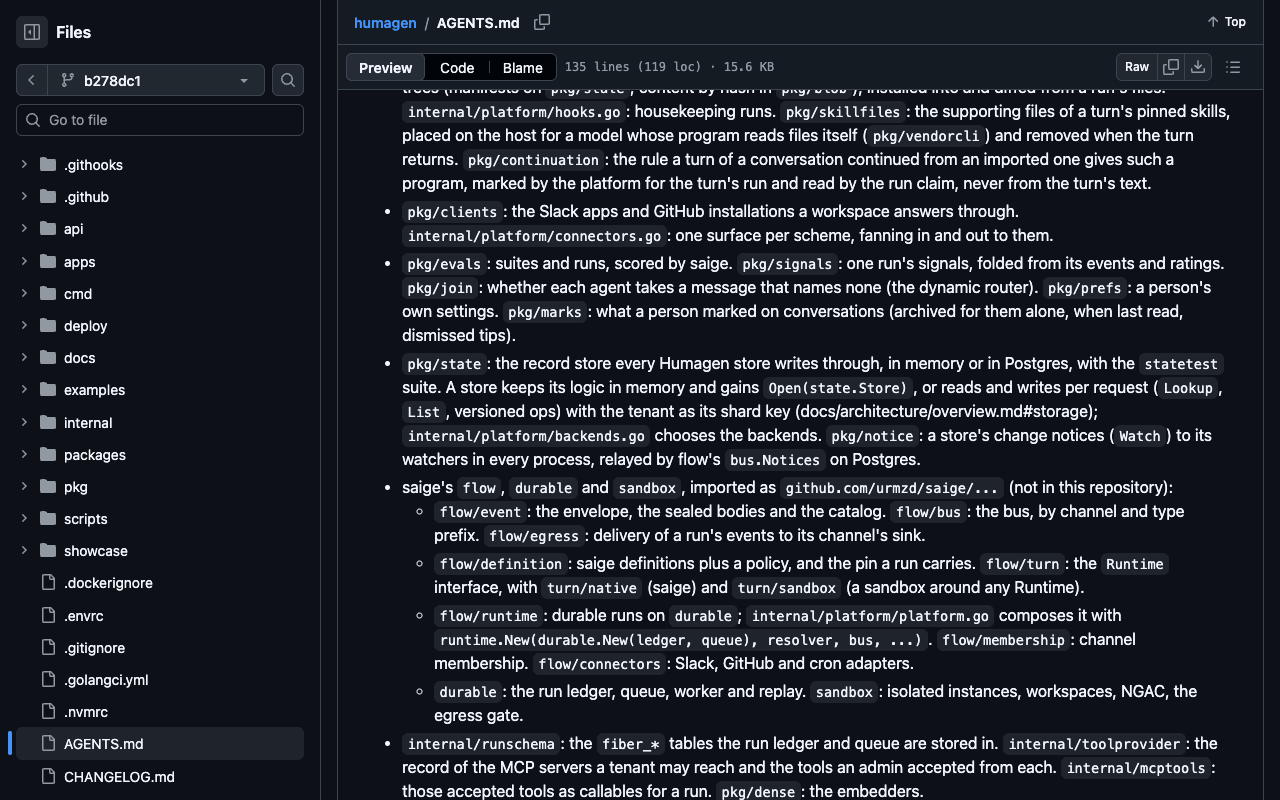 Files
b278dc1
Go to file
.githooks
.github
api
apps
cmd
deploy
docs
examples
internal
packages
pkg
scripts
showcase
.dockerignore
.envrc
.gitignore
.golangci.yml
.nvmrc
AGENTS.md
CHANGELOG.md
humagen / AGENTS.md
Top
Preview
Code
Blame
135 lines (119 loc) · 15.6 KB
Raw
trees (manifests on pkg/state, content by hash in pkg/blob), installed into and aired from a run's files.
internal/platform/hooks.go: housekeeping runs. pkg/skillfiles: the supporting files of a turn's pinned skills,
placed on the host for a model whose program reads files itself (pkg/vendorcli) and removed when the turn
returns. pkg/continuation: the rule a turn of a conversation continued from an imported one gives such a
program, marked by the platform for the turn's run and read by the run claim, never from the turn's text.
• pkg/clients: the Slack apps and GitHub installations a workspace answers through.
internal/platform/connectors.go: one surface per scheme, fanning in and out to them.
• pkg/evals: suites and runs, scored by saige. pkg/signals: one run's signals, folded from its events and ratings.
pkg/join: whether each agent takes a message that names none (the dynamic router). pkg/prefs: a person's
own settings. pkg/marks: what a person marked on conversations (archived for them alone, when last read,
dismissed tips).
• pkg/state: the record store every Humagen store writes through, in memory or in Postgres, with the statetest
suite. A store keeps its logic in memory and gains Open(state.Store), or reads and writes per request (Lookup,
List, versioned ops) with the tenant as its shard key (docs/architecture/overview.md#storage);
internal/platform/backends.go chooses the backends. pkg/notice: a store's change notices (Watch) to its
watchers in every process, relayed by flow's bus.Notices on Postgres.
• saige's flow, durable and sandbox, imported as github.com/urmzd/saige/... (not in this repository):
◦ flow/event: the envelope, the sealed bodies and the catalog. flow/bus: the bus, by channel and type
prefix. flow/egress: delivery of a run's events to its channel's sink.
◦ flow/definition: saige definitions plus a policy, and the pin a run carries. flow/turn: the Runtime
interface, with turn/native (saige) and turn/sandbox (a sandbox around any Runtime).
◦ flow/runtime: durable runs on durable; internal/platform/platform.go composes it with
runtime.New(durable.New(ledger, queue), resolver, bus, ...). flow/membership: channel
membership. flow/connectors: Slack, GitHub and cron adapters.
◦ durable: the run ledger, queue, worker and replay. sandbox: isolated instances, workspaces, NGAC, the
egress gate.
• internal/runschema: the fiber_* tables the run ledger and queue are stored in. internal/toolprovider: the
record of the MCP servers a tenant may reach and the tools an admin accepted from each. internal/mcptools:
those accepted tools as callables for a run. pkg/dense: the embedders.